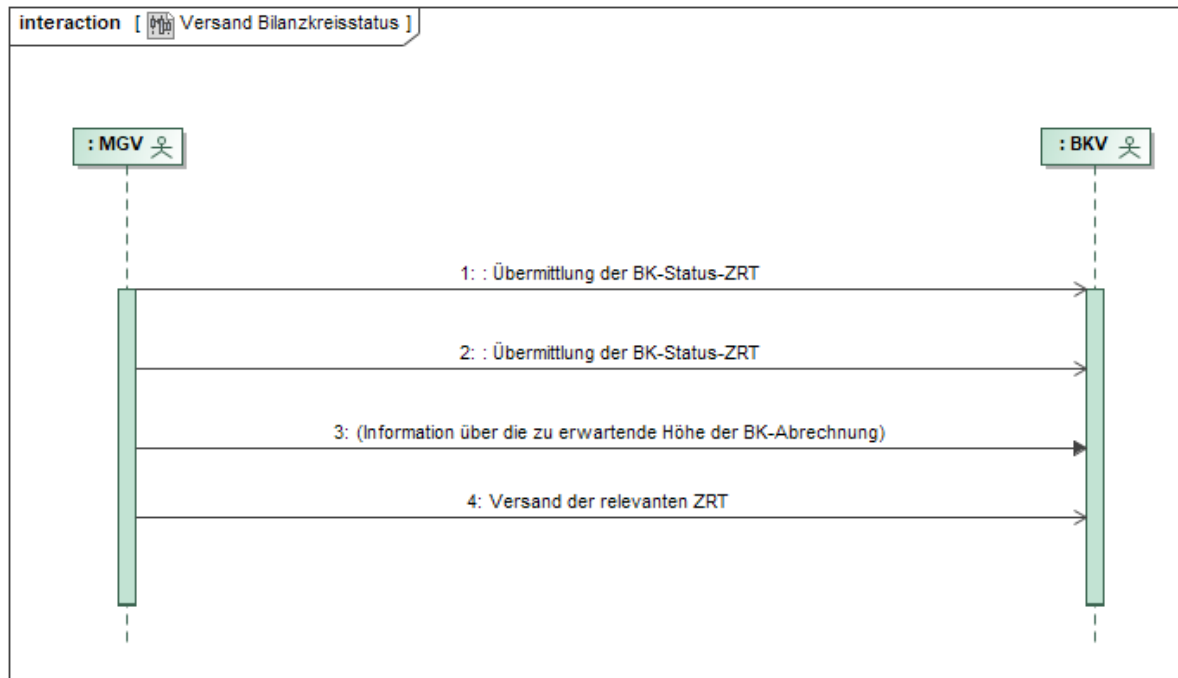 interaction [ Versand Bilanzkreisstatus ]
: MGV
: BKV
1: : Übermittlung der BK-Status-ZRT
2: : Übermittlung der BK-Status-ZRT
3: (Information über die zu erwartende Höhe der BK-Abrechnung)
4: Versand der relevanten ZRT